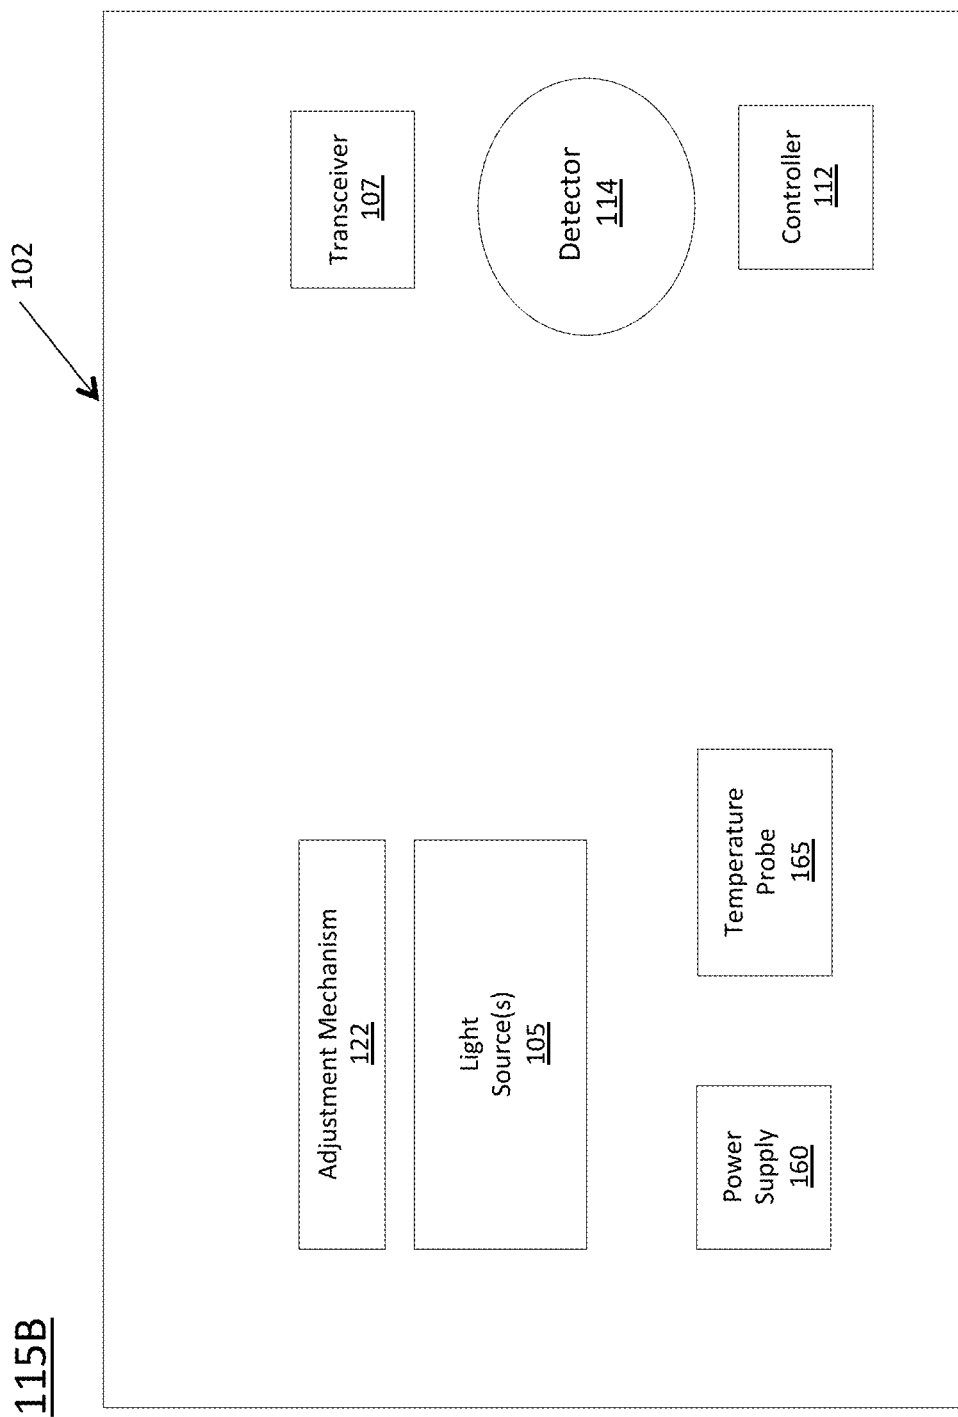 115B
102
Adjustment Mechanism
122
Light
Source(s)
105
Power
Supply
160
Temperature
Probe
165
Transceiver
107
Detector
114
Controller
112